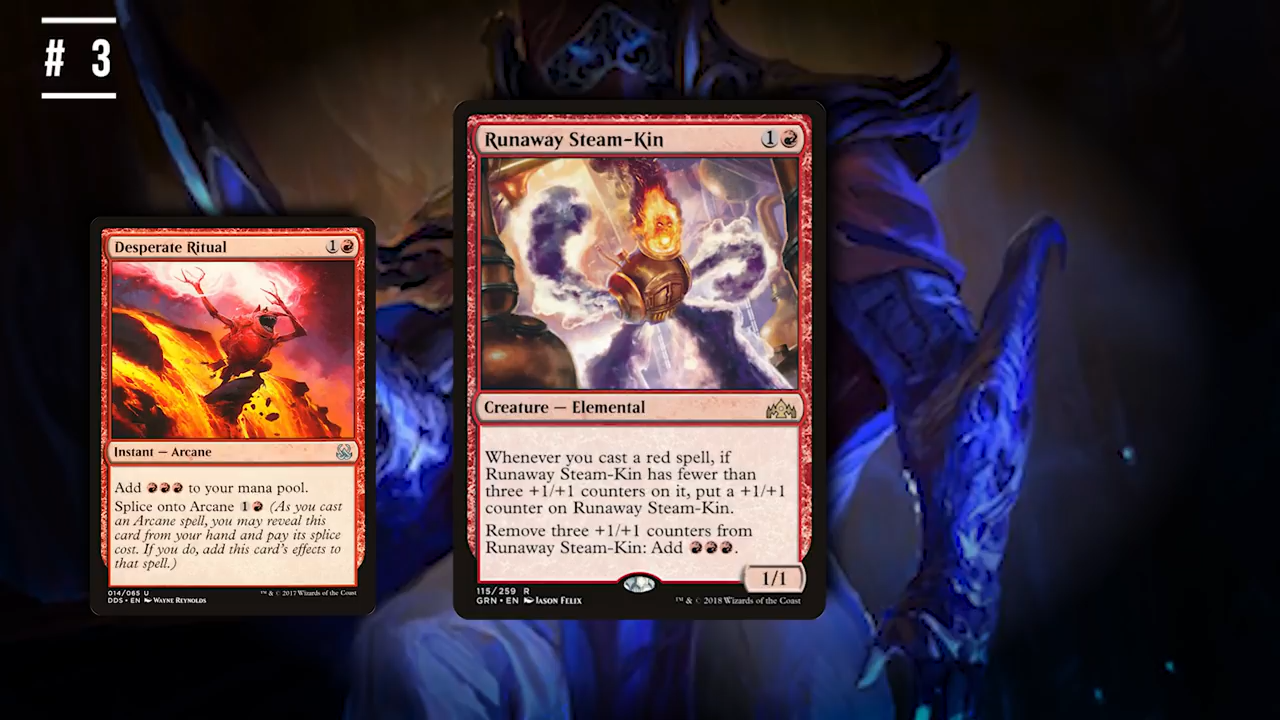 # 3
Desperate Ritual 1
Instant — Arcane
Add to your mana pool.
Splice onto Arcane 1 (As you cast
an Arcane spell, you may reveal this
card from your hand and pay its splice
cost. If you do, add this card's effects to
that spell.)
014/065 U
DDS • EN Wayne Reynolds
™ & © 2017 Wizards of the Coast
Runaway Steam-Kin 1
Creature — Elemental
Whenever you cast a red spell, if
Runaway Steam-Kin has fewer than
three +1/+1 counters on it, put a +1/+1
counter on Runaway Steam-Kin.
Remove three +1/+1 counters from
Runaway Steam-Kin: Add .
1/1
115/259 R
GRN • EN Jason Felix
™ & © 2018 Wizards of the Coast